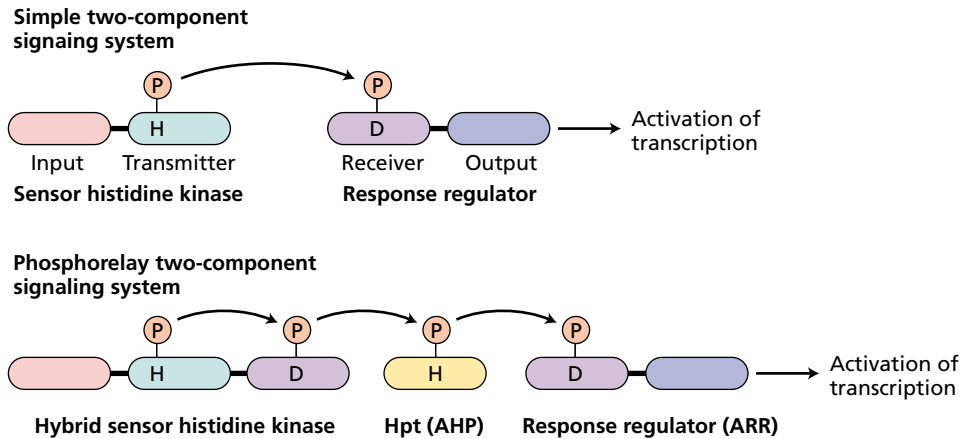 Simple two-component
signaing system
P
P
H
D
Activation of
transcription
Input
Transmitter
Receiver
Output
Sensor histidine kinase
Response regulator
Phosphorelay two-component
signaling system
P
P
P
P
H
D
H
D
Activation of
transcription
Hybrid sensor histidine kinase
Hpt (AHP)
Response regulator (ARR)